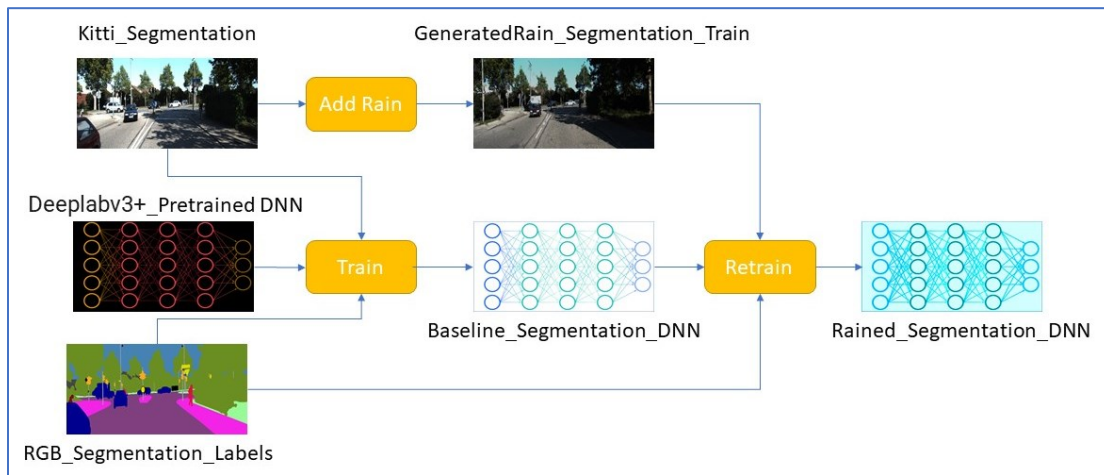 Kitti_Segmentation
GeneratedRain_Segmentation_Train
Add Rain
Deeplabv3+_Pretrained DNN
Train
Retrain
Baseline_Segmentation_DNN
Rained_Segmentation_DNN
RGB_Segmentation_Labels